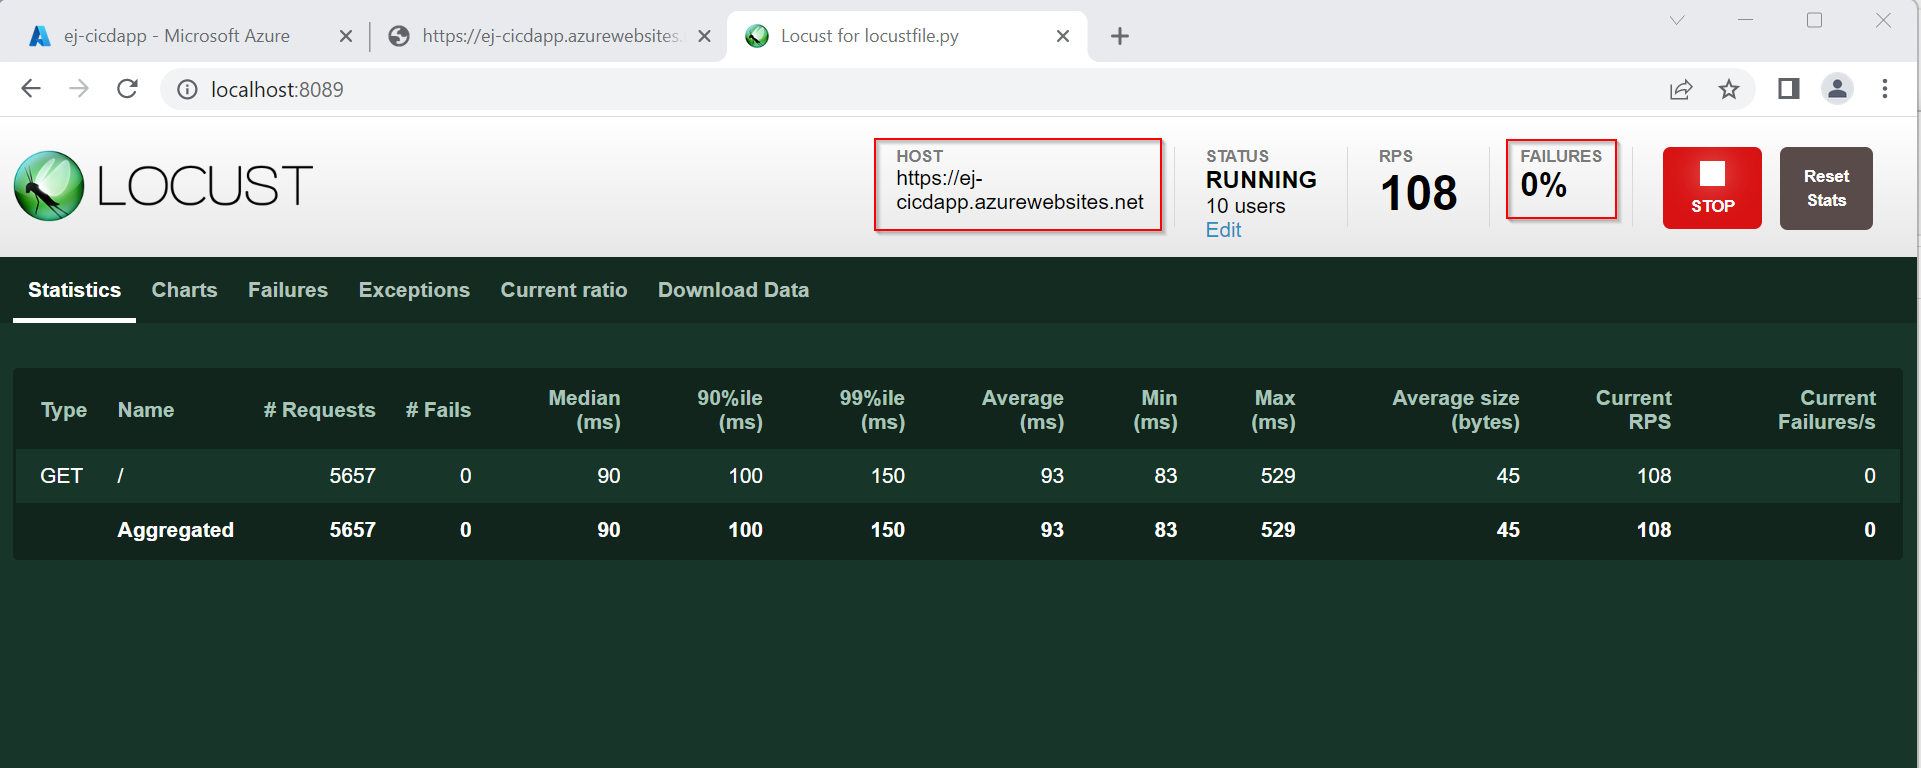 ej-cicdapp - Microsoft Azure
https://ej-cicdapp.azurewebsites.
Locust for locustfile.py
localhost:8089
LOCUST
HOST
https://ej-
cicdapp.azurewebsites.net
STATUS
RUNNING
10 users
Edit
RPS
108
FAILURES
0%
STOP
Reset
Stats
Statistics Charts Failures Exceptions Current ratio Download Data
Type Name # Requests # Fails Median (ms) 90%ile (ms) 99%ile (ms) Average (ms) Min (ms) Max (ms) Average size (bytes) Current RPS Current Failures/s
GET / 5657 0 90 100 150 93 83 529 45 108 0
Aggregated 5657 0 90 100 150 93 83 529 45 108 0